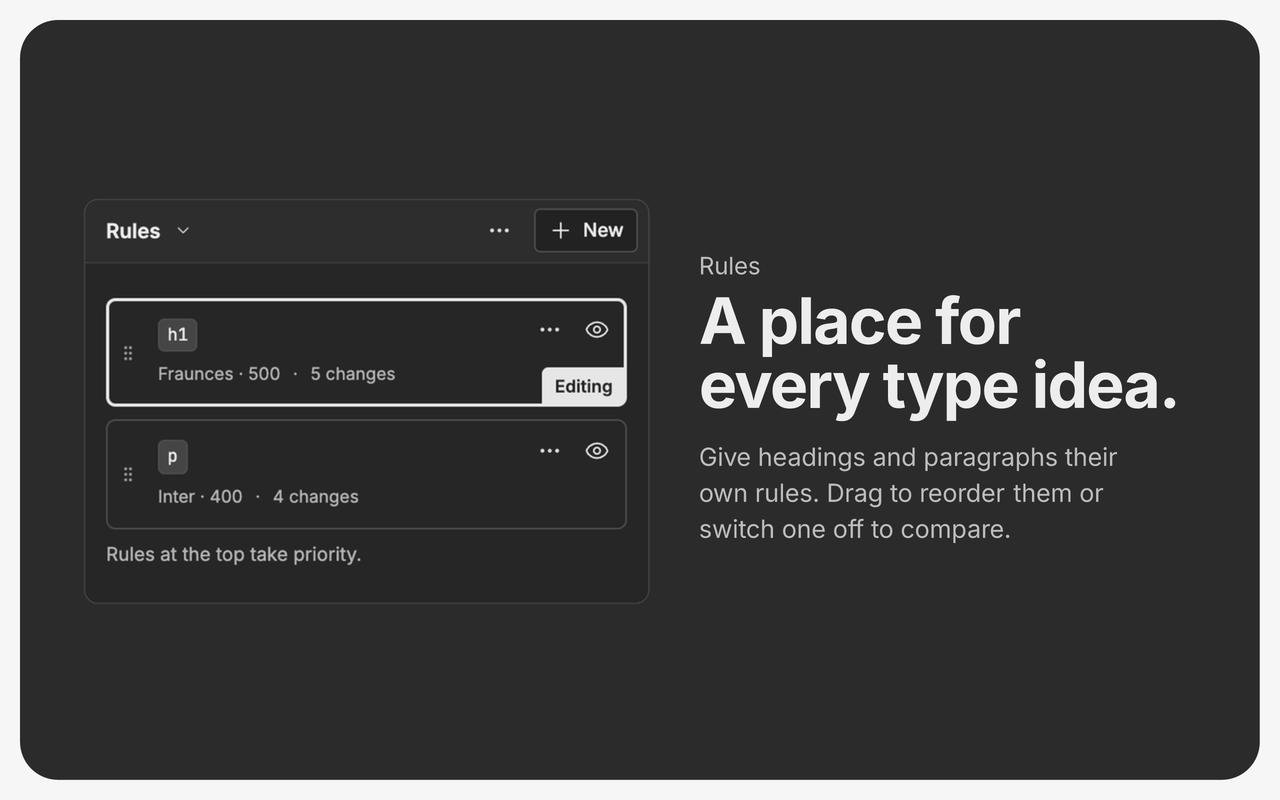 Rules
New
h1
Fraunces · 500 · 5 changes
Editing
p
Inter · 400 · 4 changes
Rules at the top take priority.
Rules
A place for
every type idea.
Give headings and paragraphs their
own rules. Drag to reorder them or
switch one off to compare.